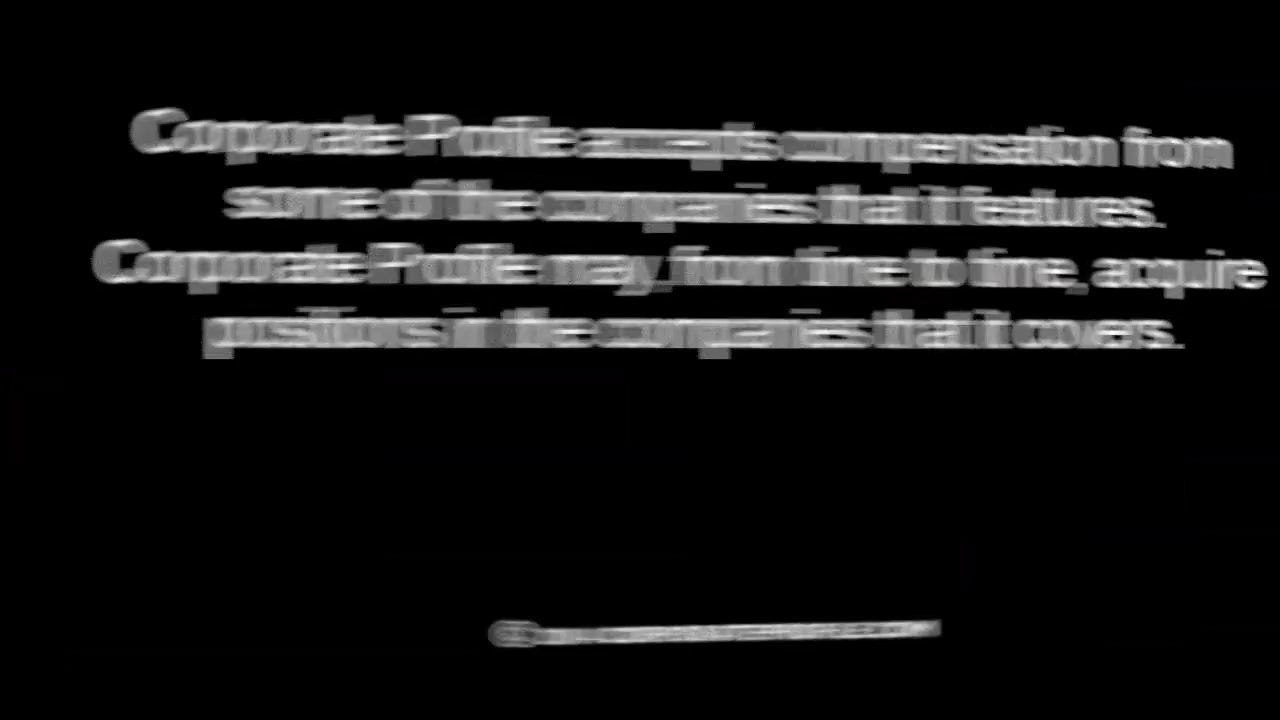 Corporate Profile accepts compensation from
some of the companies that it features.
Corporate Profile may, from time to time, acquire
positions in the companies that it covers.